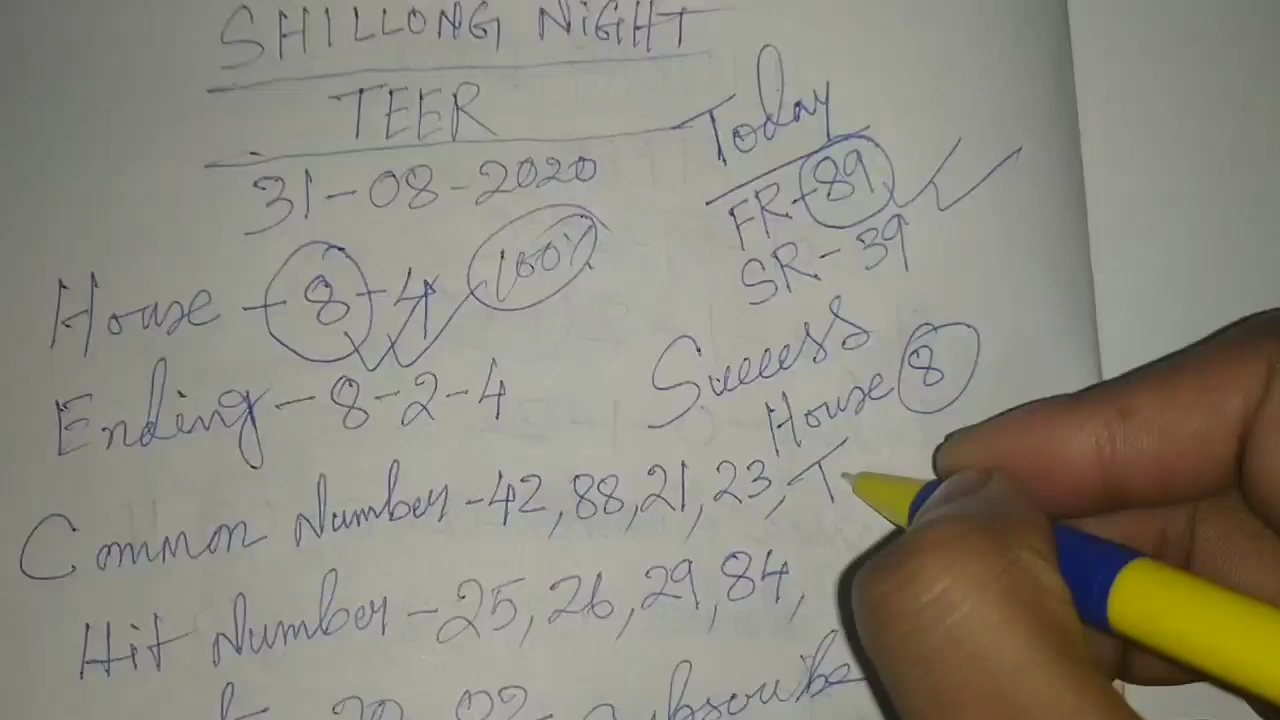 SHILLONG NIGHT
TEER
31-08-2020
House - 8 - 4 100%
Ending - 8-2-4
Common Number - 42, 88, 21, 23, T
Hit Number - 25, 26, 29, 84,
Today
FR - 89
SR - 39
Success
House 8